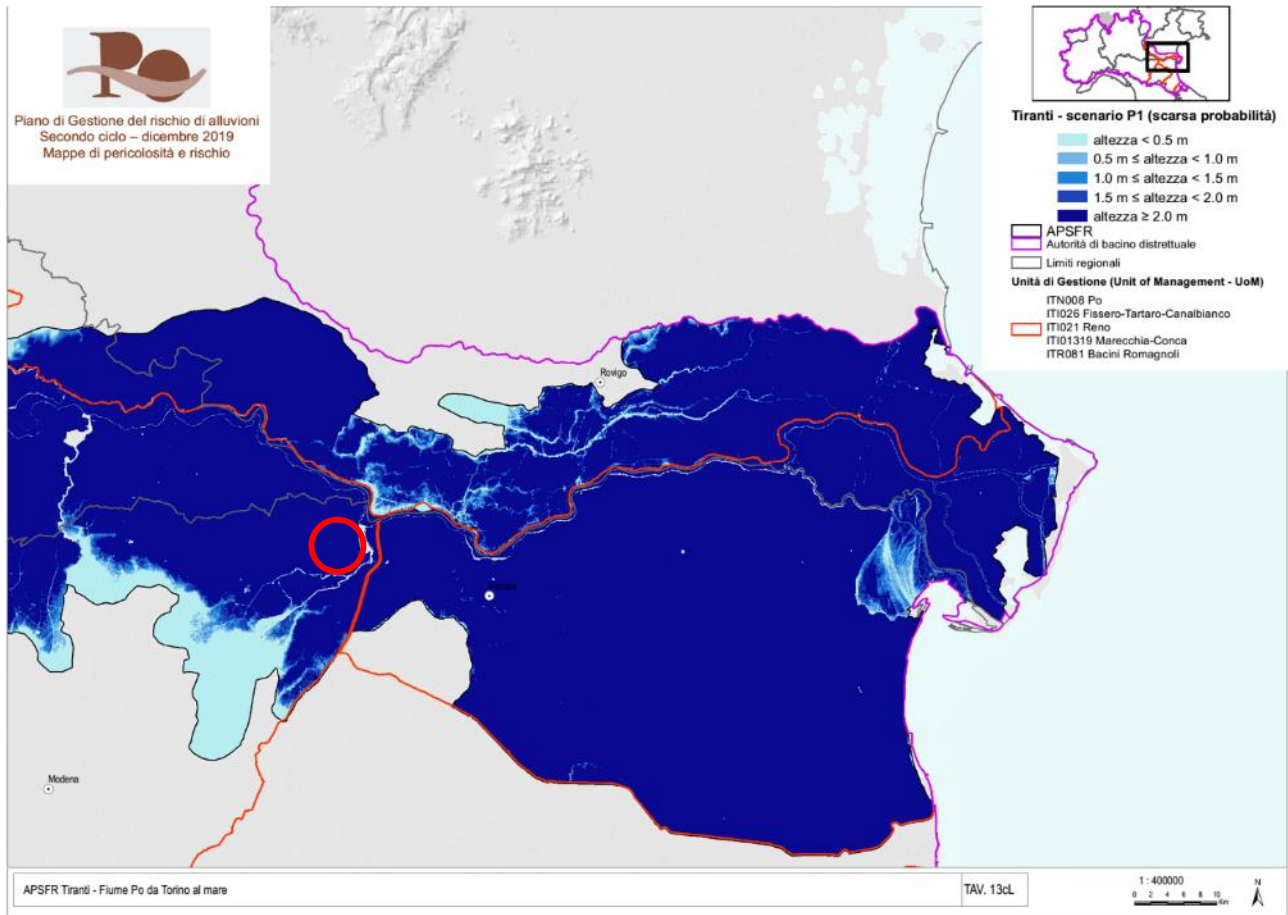 PO
Piano di Gestione del rischio di alluvioni
Secondo ciclo – dicembre 2019
Mappe di pericolosità e rischio
Tiranti - scenario P1 (scarsa probabilità)
altezza < 0.5 m
0.5 m ≤ altezza < 1.0 m
1.0 m ≤ altezza < 1.5 m
1.5 m ≤ altezza < 2.0 m
altezza ≥ 2.0 m
APSFR
Autorità di bacino distrettuale
Limiti regionali
Unità di Gestione (Unit of Management - UoM)
ITN008 Po
ITI026 Fissero-Tartaro-Canalbianco
ITI021 Reno
ITI01319 Marecchia-Conca
ITR081 Bacini Romagnoli
Rovigo
Modena
APSFR Tiranti - Fiume Po da Torino al mare
TAV. 13cL
1 : 400000
0 2 4 6 8 10
Km
N